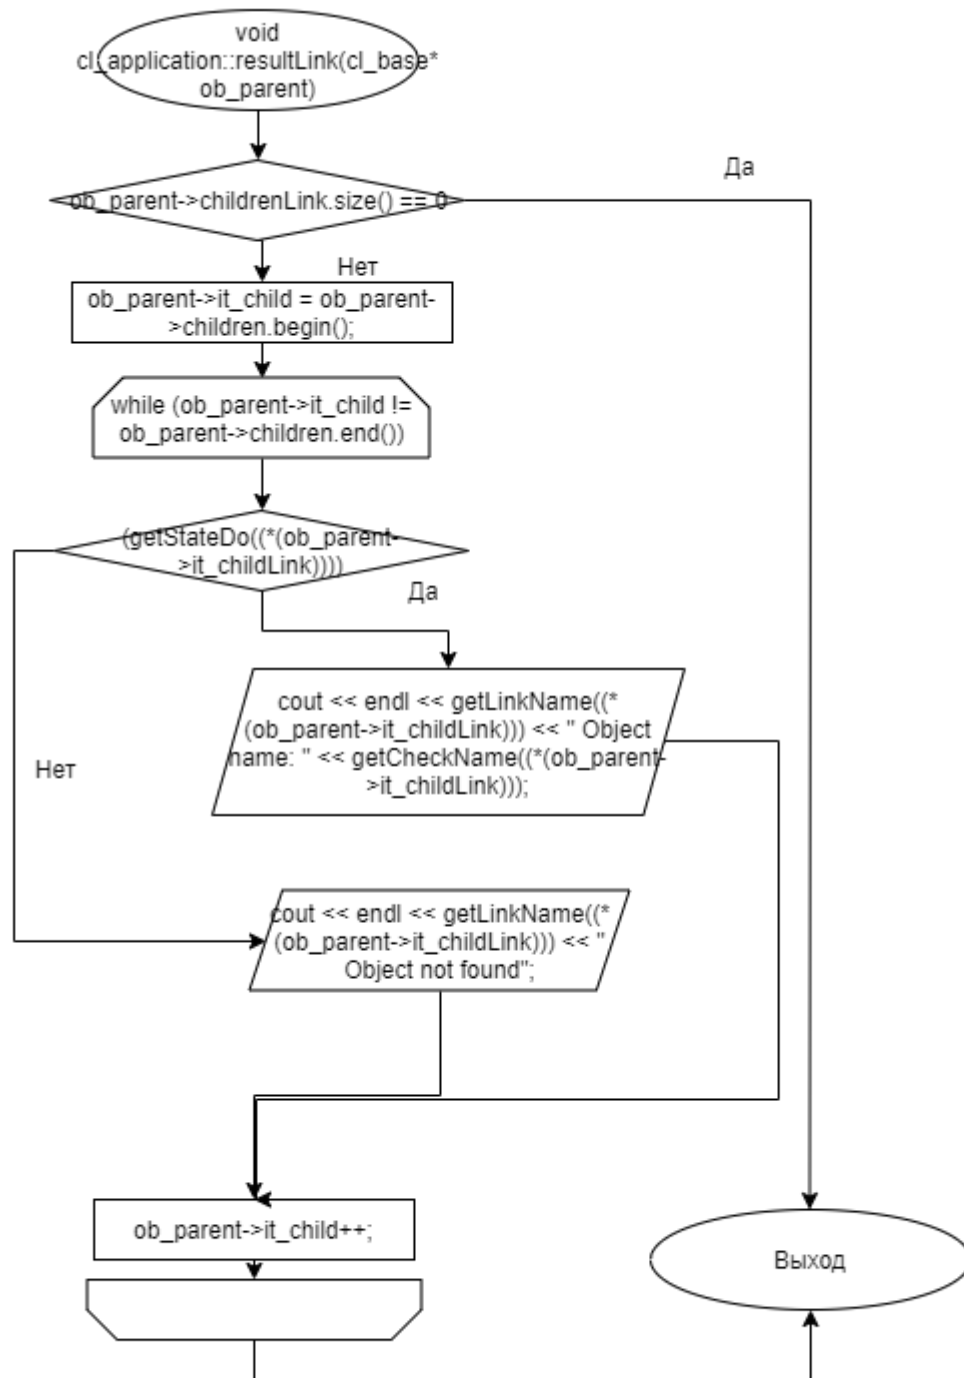 void
cl_application::resultLink(cl_base*
ob_parent)
Да
ob_parent->childrenLink.size() == 0
Нет
ob_parent->it_child = ob_parent-
>children.begin();
while (ob_parent->it_child !=
ob_parent->children.end())
(getStateDo((*(ob_parent-
>it_childLink))))
Да
cout << endl << getLinkName((*
(ob_parent->it_childLink))) << " Object
name: " << getCheckName((*(ob_parent-
>it_childLink)));
Нет
cout << endl << getLinkName((*
(ob_parent->it_childLink))) << "
Object not found";
ob_parent->it_child++;
Выход